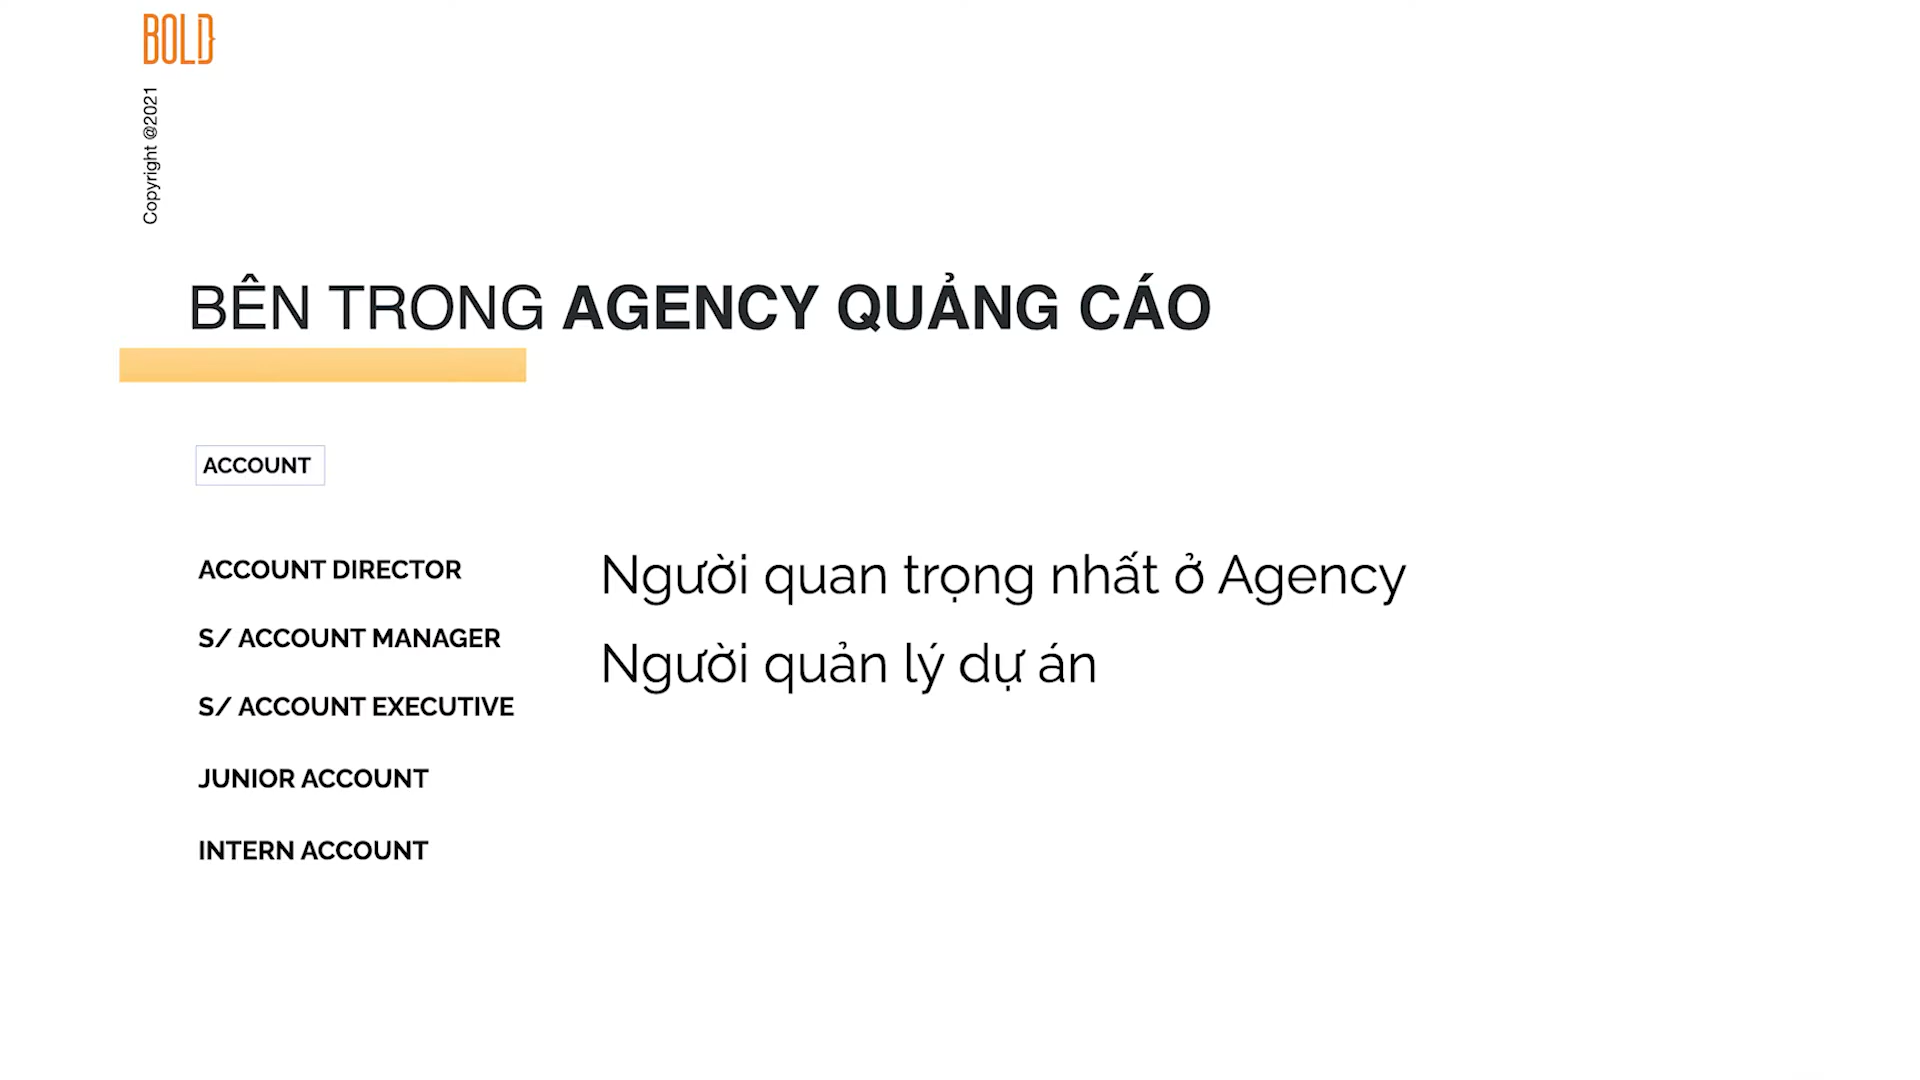 BOLD
Copyright @2021
BÊN TRONG AGENCY QUẢNG CÁO
ACCOUNT
ACCOUNT DIRECTOR
S/ ACCOUNT MANAGER
S/ ACCOUNT EXECUTIVE
JUNIOR ACCOUNT
INTERN ACCOUNT
Người quan trọng nhất ở Agency
Người quản lý dự án